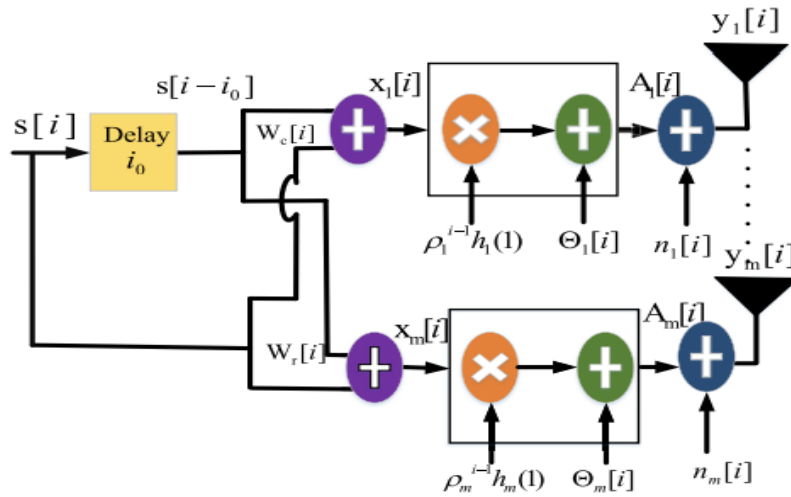 y₁[i]
s[i−i₀]
x₁[i]
A₁[i]
s[i]
Delay
i₀
W_c[i]
ρ₁^{i−1}h₁(1)
Θ₁[i]
n₁[i]
y_m[i]
x_m[i]
A_m[i]
W_r[i]
ρ_m^{i−1}h_m(1)
Θ_m[i]
n_m[i]